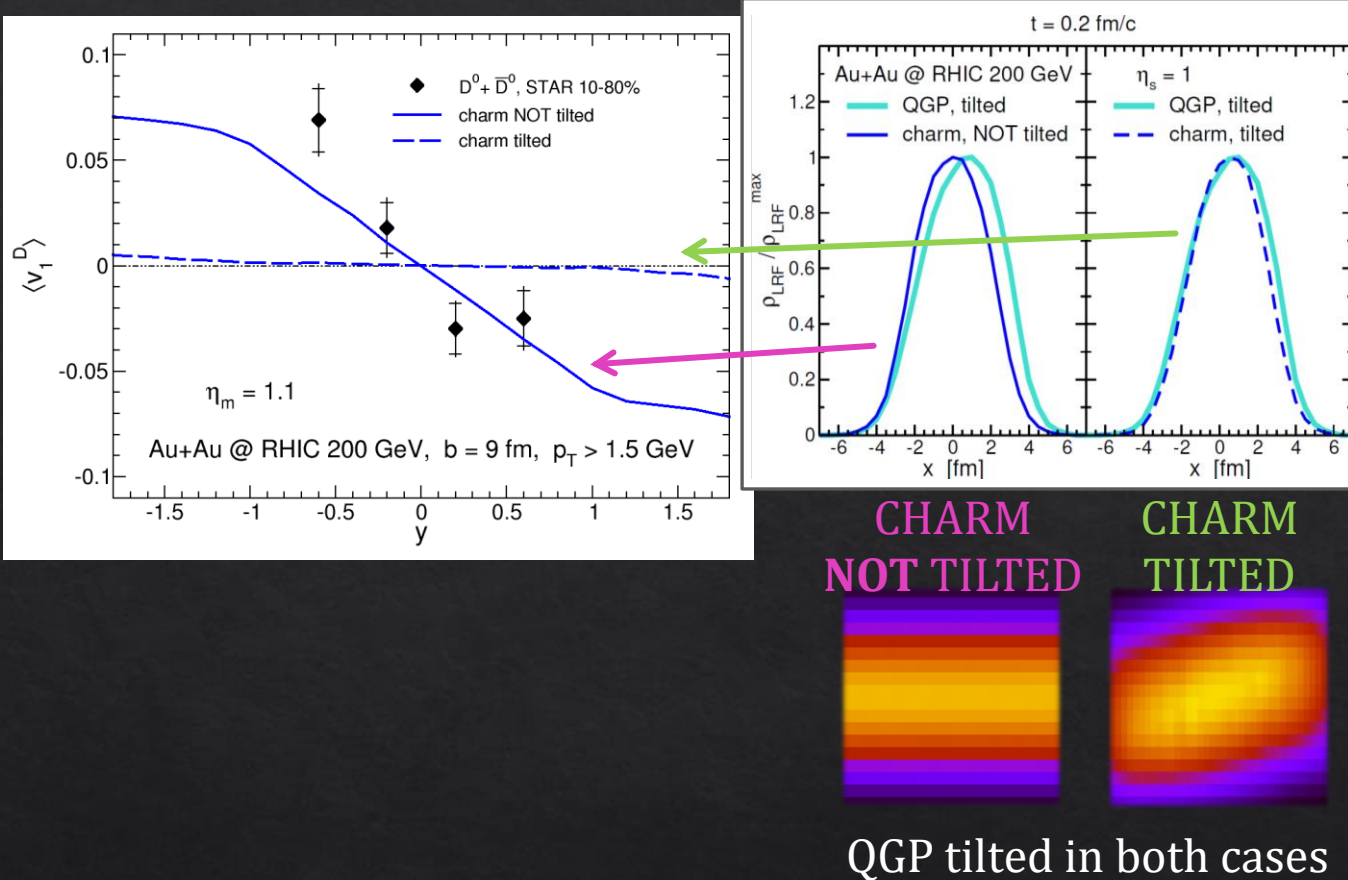 0.1
0.05
0
-0.05
-0.1
⟨v₁ᴰ⟩
D⁰ + D̅⁰, STAR 10-80%
charm NOT tilted
charm tilted
ηₘ = 1.1
Au+Au @ RHIC 200 GeV, b = 9 fm, p_T > 1.5 GeV
-1.5 -1 -0.5 0 0.5 1 1.5
y
t = 0.2 fm/c
Au+Au @ RHIC 200 GeV
QGP, tilted
charm, NOT tilted
η_s = 1
QGP, tilted
charm, tilted
1.2
1
0.8
0.6
0.4
0.2
0
ρ_LRF / ρ_LRF^max
-6 -4 -2 0 2 4 6 -4 -2 0 2 4 6
x [fm] x [fm]
CHARM
NOT TILTED
CHARM
TILTED
QGP tilted in both cases